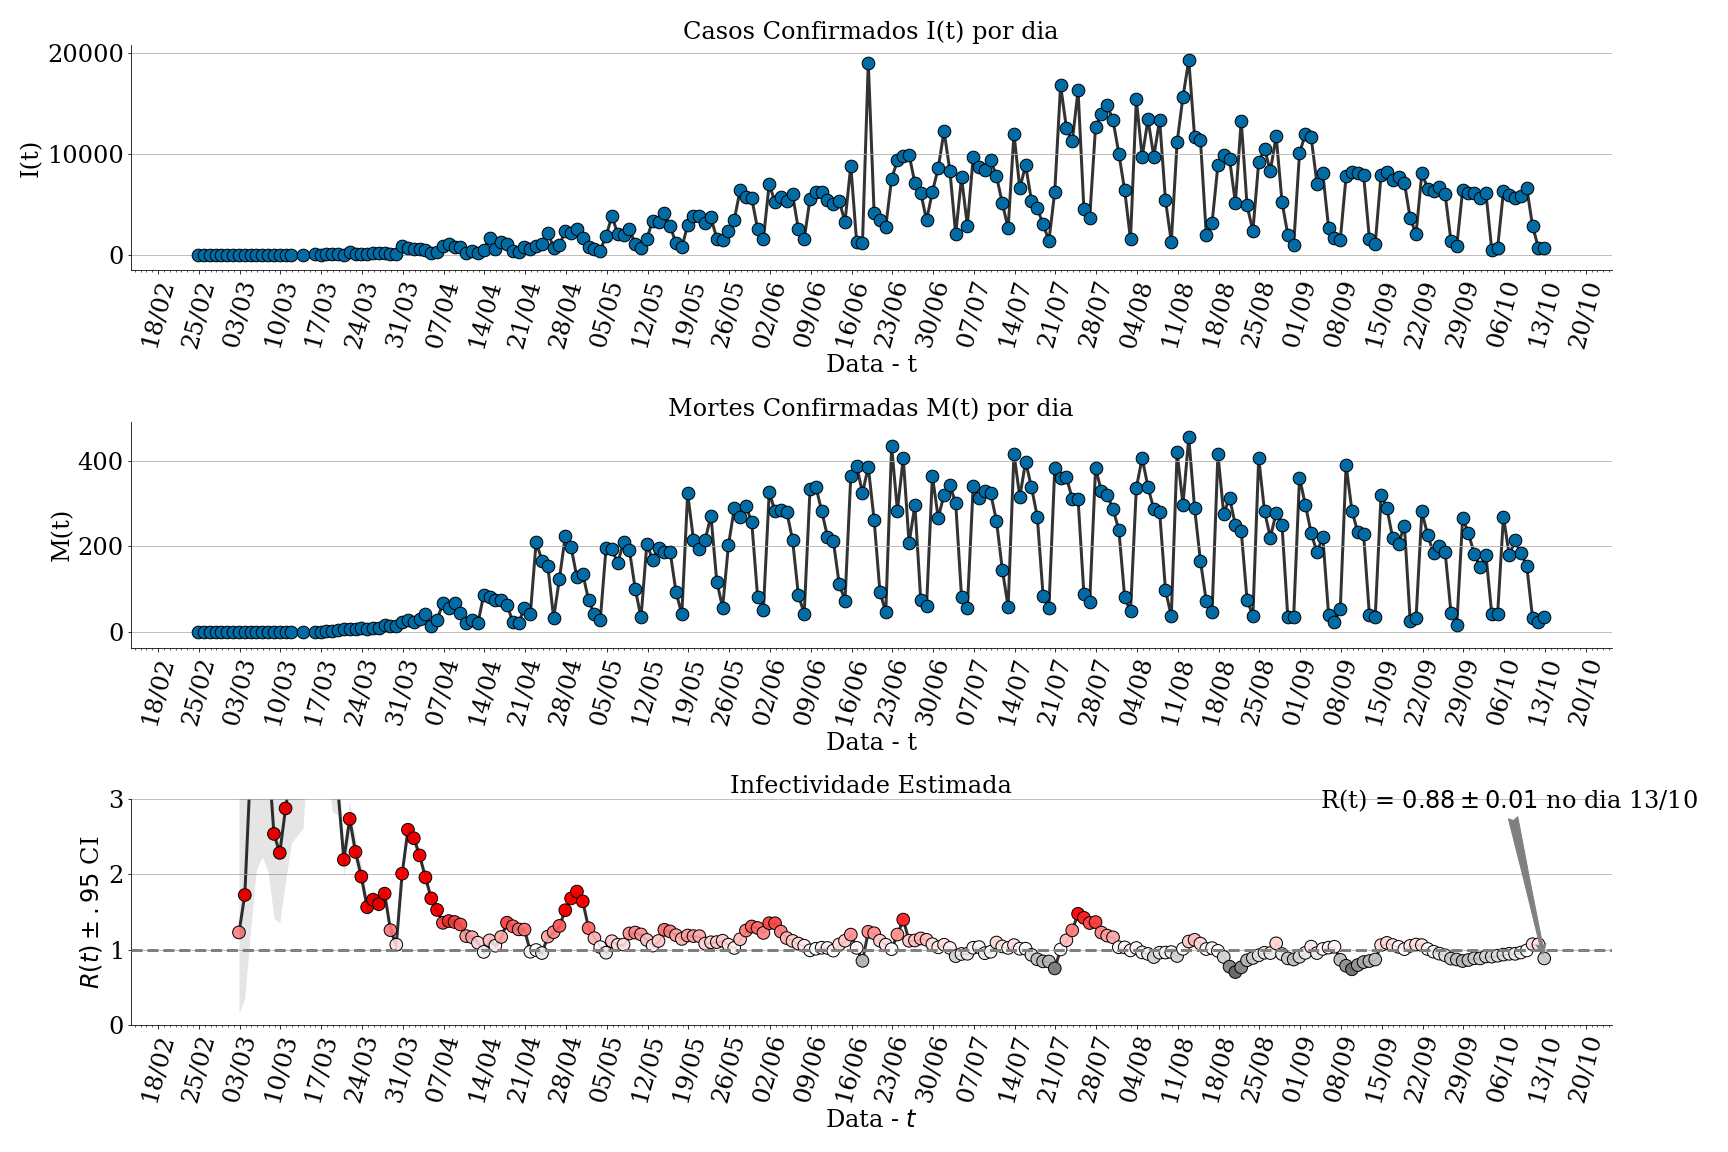 Casos Confirmados I(t) por dia
I(t)
20000
10000
0
18/02 25/02 03/03 10/03 17/03 24/03 31/03 07/04 14/04 21/04 28/04 05/05 12/05 19/05 26/05 02/06 09/06 16/06 23/06 30/06 07/07 14/07 21/07 28/07 04/08 11/08 18/08 25/08 01/09 08/09 15/09 22/09 29/09 06/10 13/10 20/10
Data - t
Mortes Confirmadas M(t) por dia
M(t)
400
200
0
18/02 25/02 03/03 10/03 17/03 24/03 31/03 07/04 14/04 21/04 28/04 05/05 12/05 19/05 26/05 02/06 09/06 16/06 23/06 30/06 07/07 14/07 21/07 28/07 04/08 11/08 18/08 25/08 01/09 08/09 15/09 22/09 29/09 06/10 13/10 20/10
Data - t
Infectividade Estimada
R(t) = 0.88 ± 0.01 no dia 13/10
R(t) ± .95 CI
3
2
1
0
18/02 25/02 03/03 10/03 17/03 24/03 31/03 07/04 14/04 21/04 28/04 05/05 12/05 19/05 26/05 02/06 09/06 16/06 23/06 30/06 07/07 14/07 21/07 28/07 04/08 11/08 18/08 25/08 01/09 08/09 15/09 22/09 29/09 06/10 13/10 20/10
Data - t